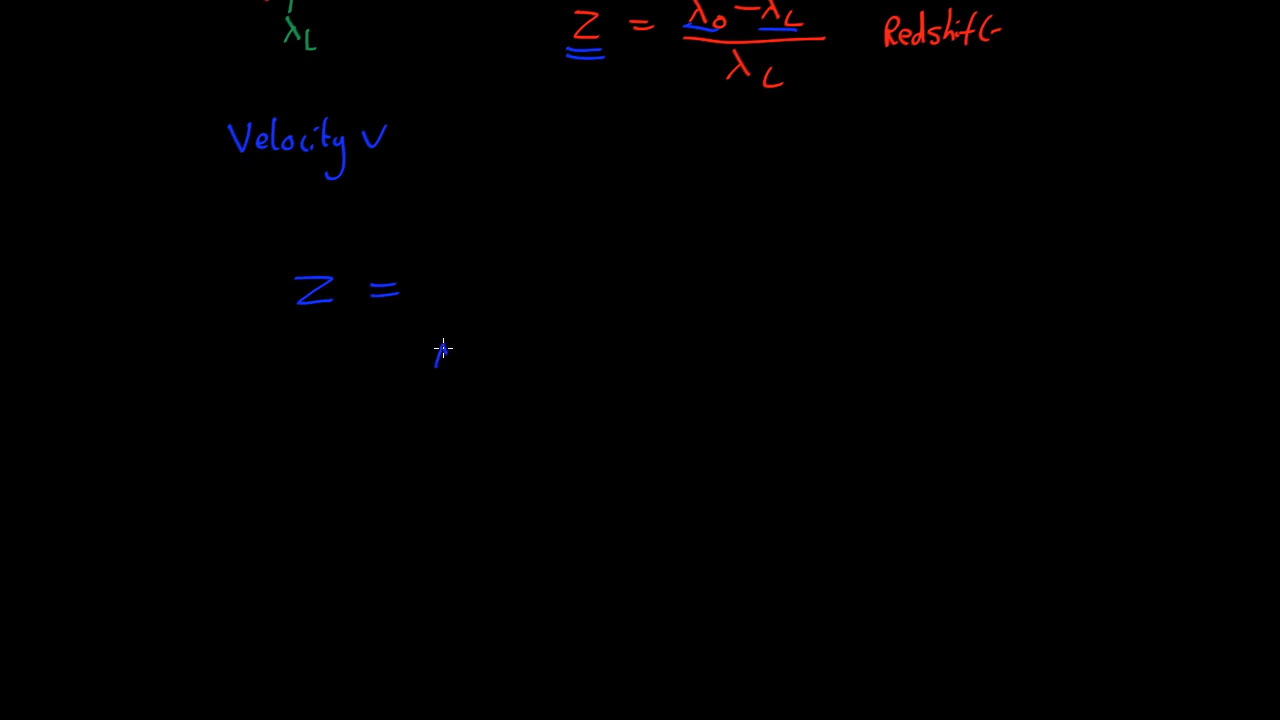 λL
Z = λo - λL / λL
Redshift
Velocity v
Z =